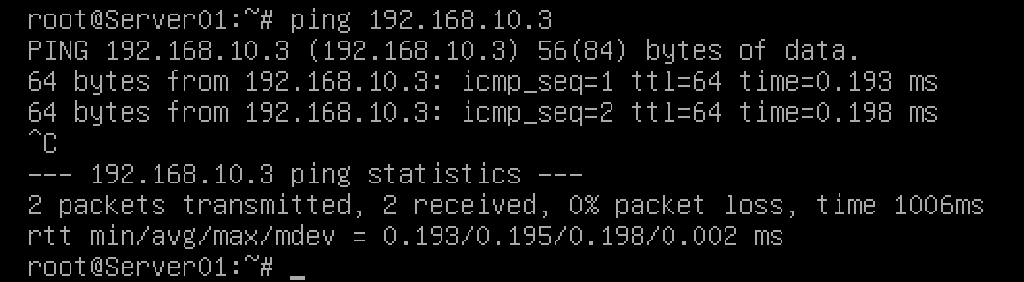 root@Server01:~# ping 192.168.10.3
PING 192.168.10.3 (192.168.10.3) 56(84) bytes of data.
64 bytes from 192.168.10.3: icmp_seq=1 ttl=64 time=0.193 ms
64 bytes from 192.168.10.3: icmp_seq=2 ttl=64 time=0.198 ms
^C
--- 192.168.10.3 ping statistics ---
2 packets transmitted, 2 received, 0% packet loss, time 1006ms
rtt min/avg/max/mdev = 0.193/0.195/0.198/0.002 ms
root@Server01:~# _